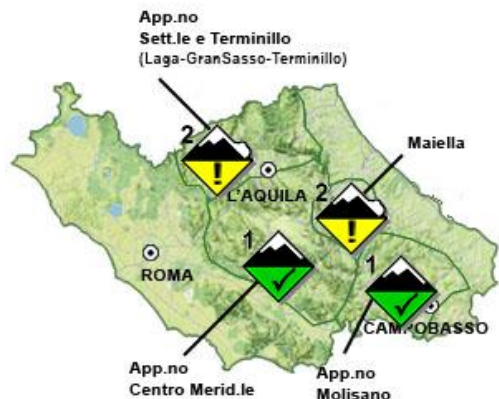 App.no
Sett.le e Terminillo
(Laga-GranSasso-Terminillo)
2
!
L'AQUILA
Maiella
2
!
1
ROMA
1
CAMPOBASSO
App.no
Centro Merid.le
App.no
Molisano